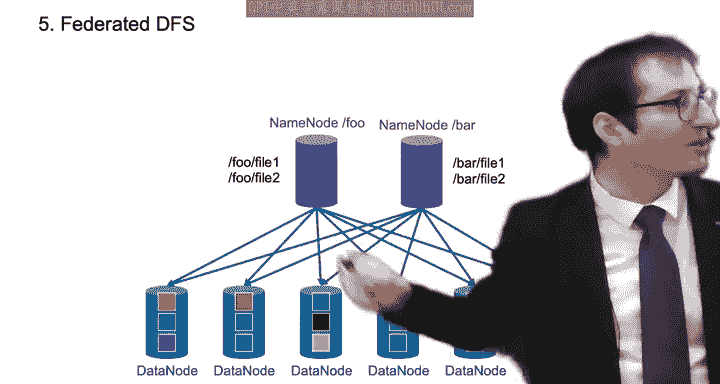 5. Federated DFS
NameNode /foo
NameNode /bar
/foo/file1
/foo/file2
/bar/file1
/bar/file2
DataNode
DataNode
DataNode
DataNode
DataNode